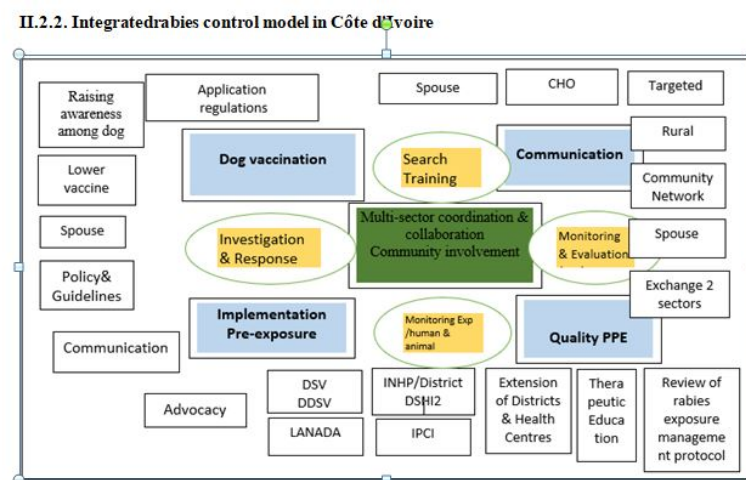 II.2.2. Integratedrabies control model in Côte d'Ivoire
Raising
awareness
among dog
Application
regulations
Spouse
CHO
Targeted
Dog vaccination
Search
Training
Communication
Rural
Lower
vaccine
Community
Network
Spouse
Investigation
& Response
Multi-sector coordination &
collaboration
Community involvement
Monitoring
& Evaluation
Spouse
Policy&
Guidelines
Exchange 2
sectors
Implementation
Pre-exposure
Monitoring Exp
/human &
animal
Quality PPE
Communication
Advocacy
DSV
DDSV
LANADA
INHP/District
DSHI2
IPCI
Extension
of Districts
& Health
Centres
Thera
peutic
Educa
tion
Review of
rabies
exposure
manageme
nt protocol